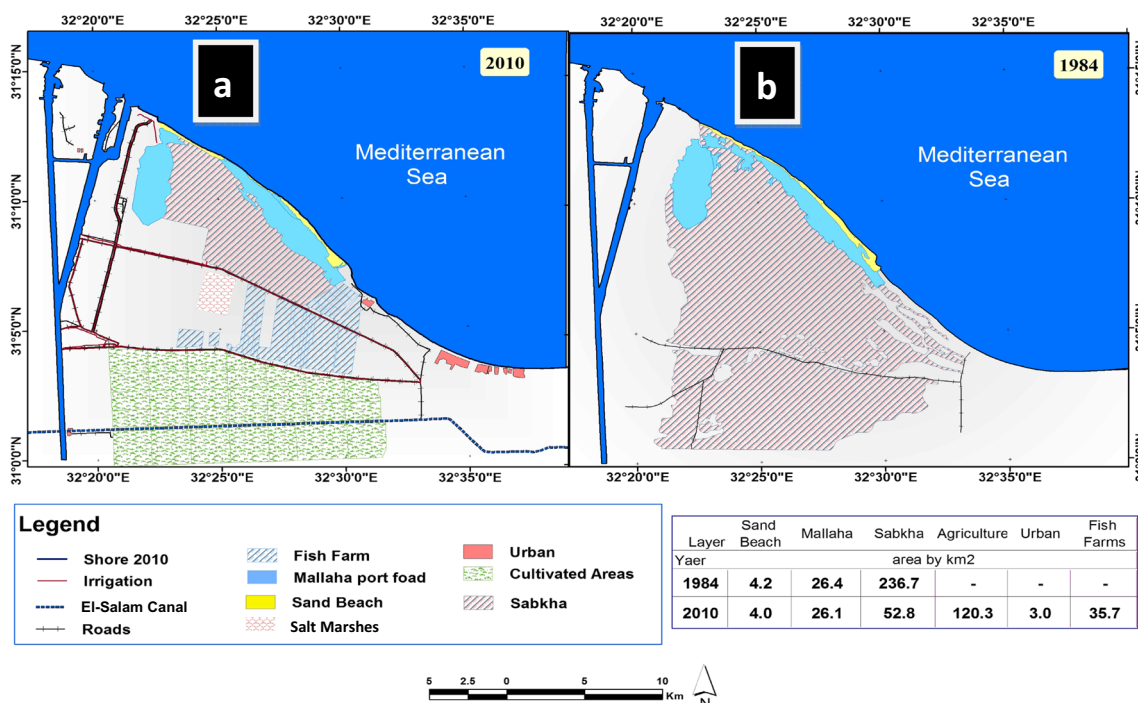 32°20'0"E 32°25'0"E 32°30'0"E 32°35'0"E
32°20'0"E 32°25'0"E 32°30'0"E 32°35'0"E
31°15'0"N
31°10'0"N
31°5'0"N
31°0'0"N
a
2010
Mediterranean
Sea
b
1984
Mediterranean
Sea
32°20'0"E 32°25'0"E 32°30'0"E 32°35'0"E
32°20'0"E 32°25'0"E 32°30'0"E 32°35'0"E
Legend
Shore 2010
Irrigation
El-Salam Canal
Roads
Fish Farm
Mallaha port foad
Sand Beach
Salt Marshes
Urban
Cultivated Areas
Sabkha
Layer Sand Beach Mallaha Sabkha Agriculture Urban Fish Farms
Yaer area by km2
1984 4.2 26.4 236.7 - - -
2010 4.0 26.1 52.8 120.3 3.0 35.7
5 2.5 0 5 10
Km
N